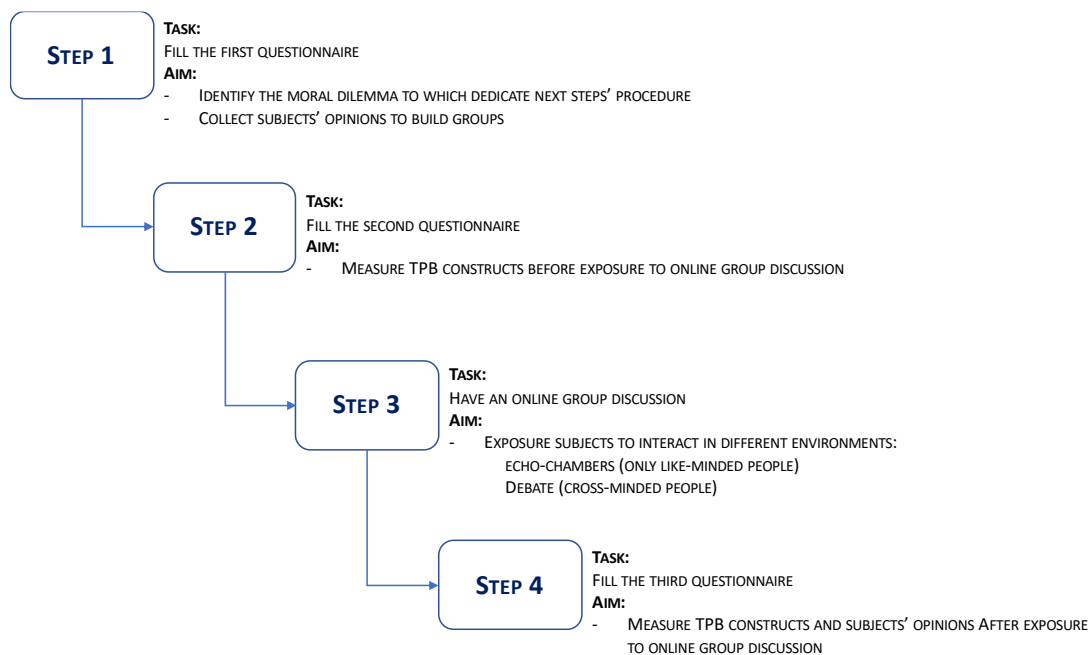 STEP 1
TASK:
FILL THE FIRST QUESTIONNAIRE
AIM:
- IDENTIFY THE MORAL DILEMMA TO WHICH DEDICATE NEXT STEPS' PROCEDURE
- COLLECT SUBJECTS' OPINIONS TO BUILD GROUPS
STEP 2
TASK:
FILL THE SECOND QUESTIONNAIRE
AIM:
- MEASURE TPB CONSTRUCTS BEFORE EXPOSURE TO ONLINE GROUP DISCUSSION
STEP 3
TASK:
HAVE AN ONLINE GROUP DISCUSSION
AIM:
- EXPOSURE SUBJECTS TO INTERACT IN DIFFERENT ENVIRONMENTS:
ECHO-CHAMBERS (ONLY LIKE-MINDED PEOPLE)
DEBATE (CROSS-MINDED PEOPLE)
STEP 4
TASK:
FILL THE THIRD QUESTIONNAIRE
AIM:
- MEASURE TPB CONSTRUCTS AND SUBJECTS' OPINIONS AFTER EXPOSURE
TO ONLINE GROUP DISCUSSION